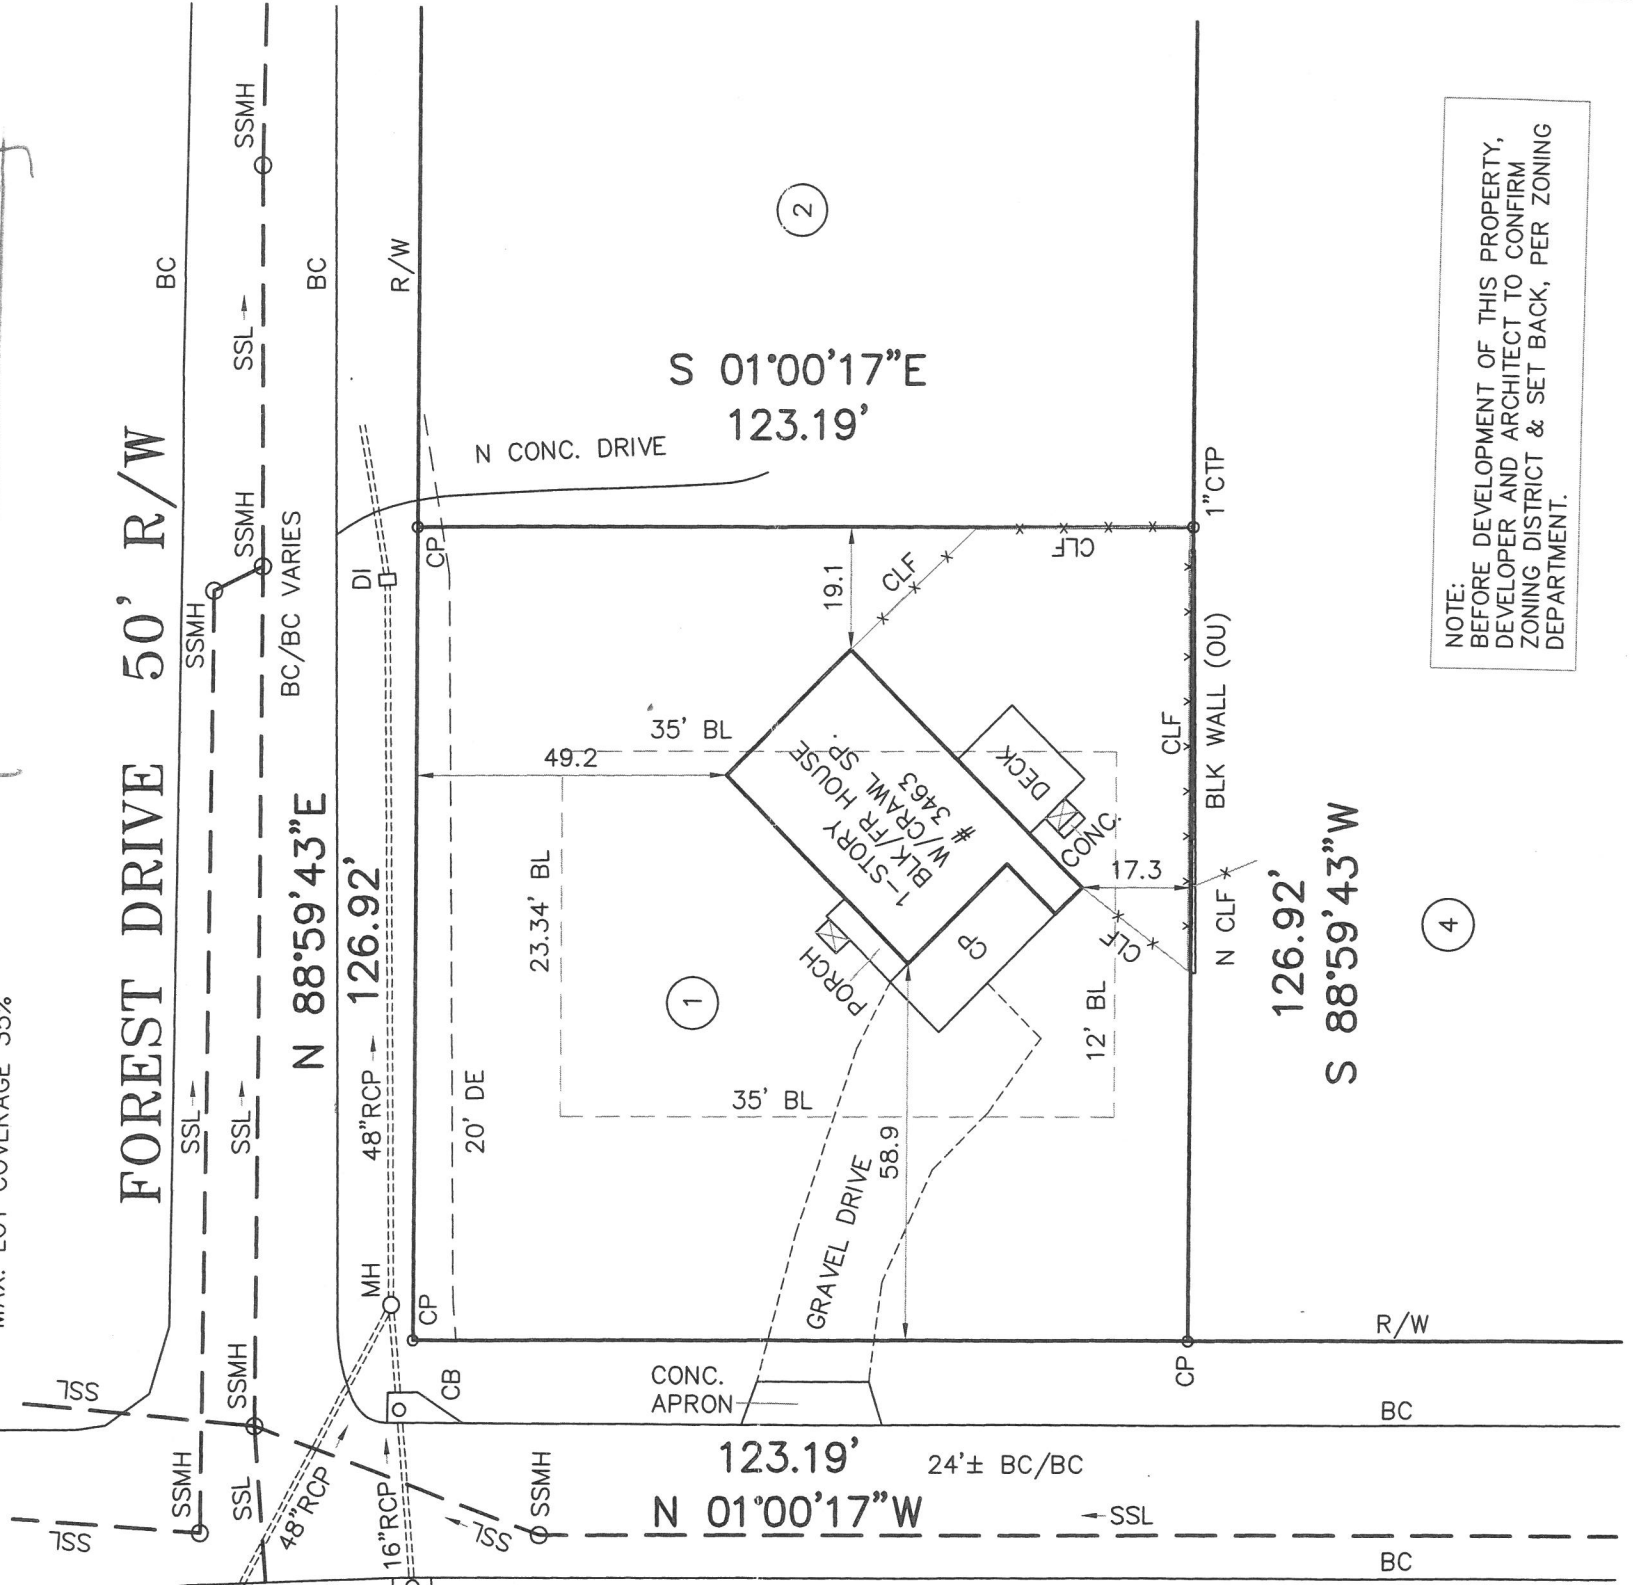 FOREST DRIVE 50' R/W
BC
SSMH
SSL
BC
R/W
2
S 01°00'17"E
123.19'
N CONC. DRIVE
SSMH
SSMH
BC/BC VARIES
DI
CP
1"CTP
CLF
CLF
19.1
N 88°59'43"E
126.92'
35' BL
49.2
1-STORY
BLK/FR HOUSE
W/CRAWL SP.
# 3463
DECK
CONC.
CLF
BLK WALL (OU)
23.34' BL
PORCH
CP
17.3
CLF
N CLF
126.92'
S 88°59'43"W
4
1
12' BL
SSL
SSL
48"RCP
20' DE
35' BL
58.9
GRAVEL DRIVE
MH
CP
CB
CONC.
APRON
CP
R/W
BC
SSL
SSMH
SSMH
SSL
SSL
48"RCP
16"RCP
SSL
SSMH
123.19'
24'± BC/BC
N 01°00'17"W
SSL
BC
NOTE:
BEFORE DEVELOPMENT OF THIS PROPERTY,
DEVELOPER AND ARCHITECT TO CONFIRM
ZONING DISTRICT & SET BACK, PER ZONING
DEPARTMENT.